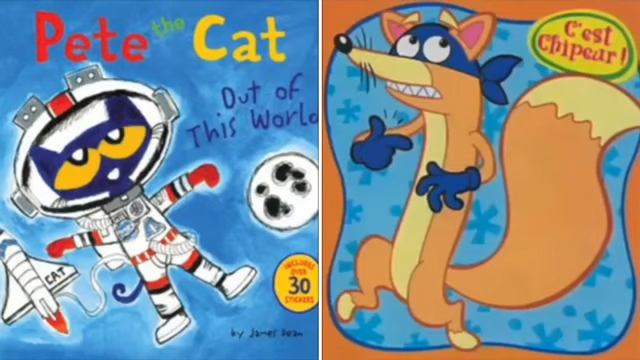 Pete the Cat
Out of
This World
CAT
INCLUDES
OVER
30
STICKERS
by James Dean
C'est
Chipeur!